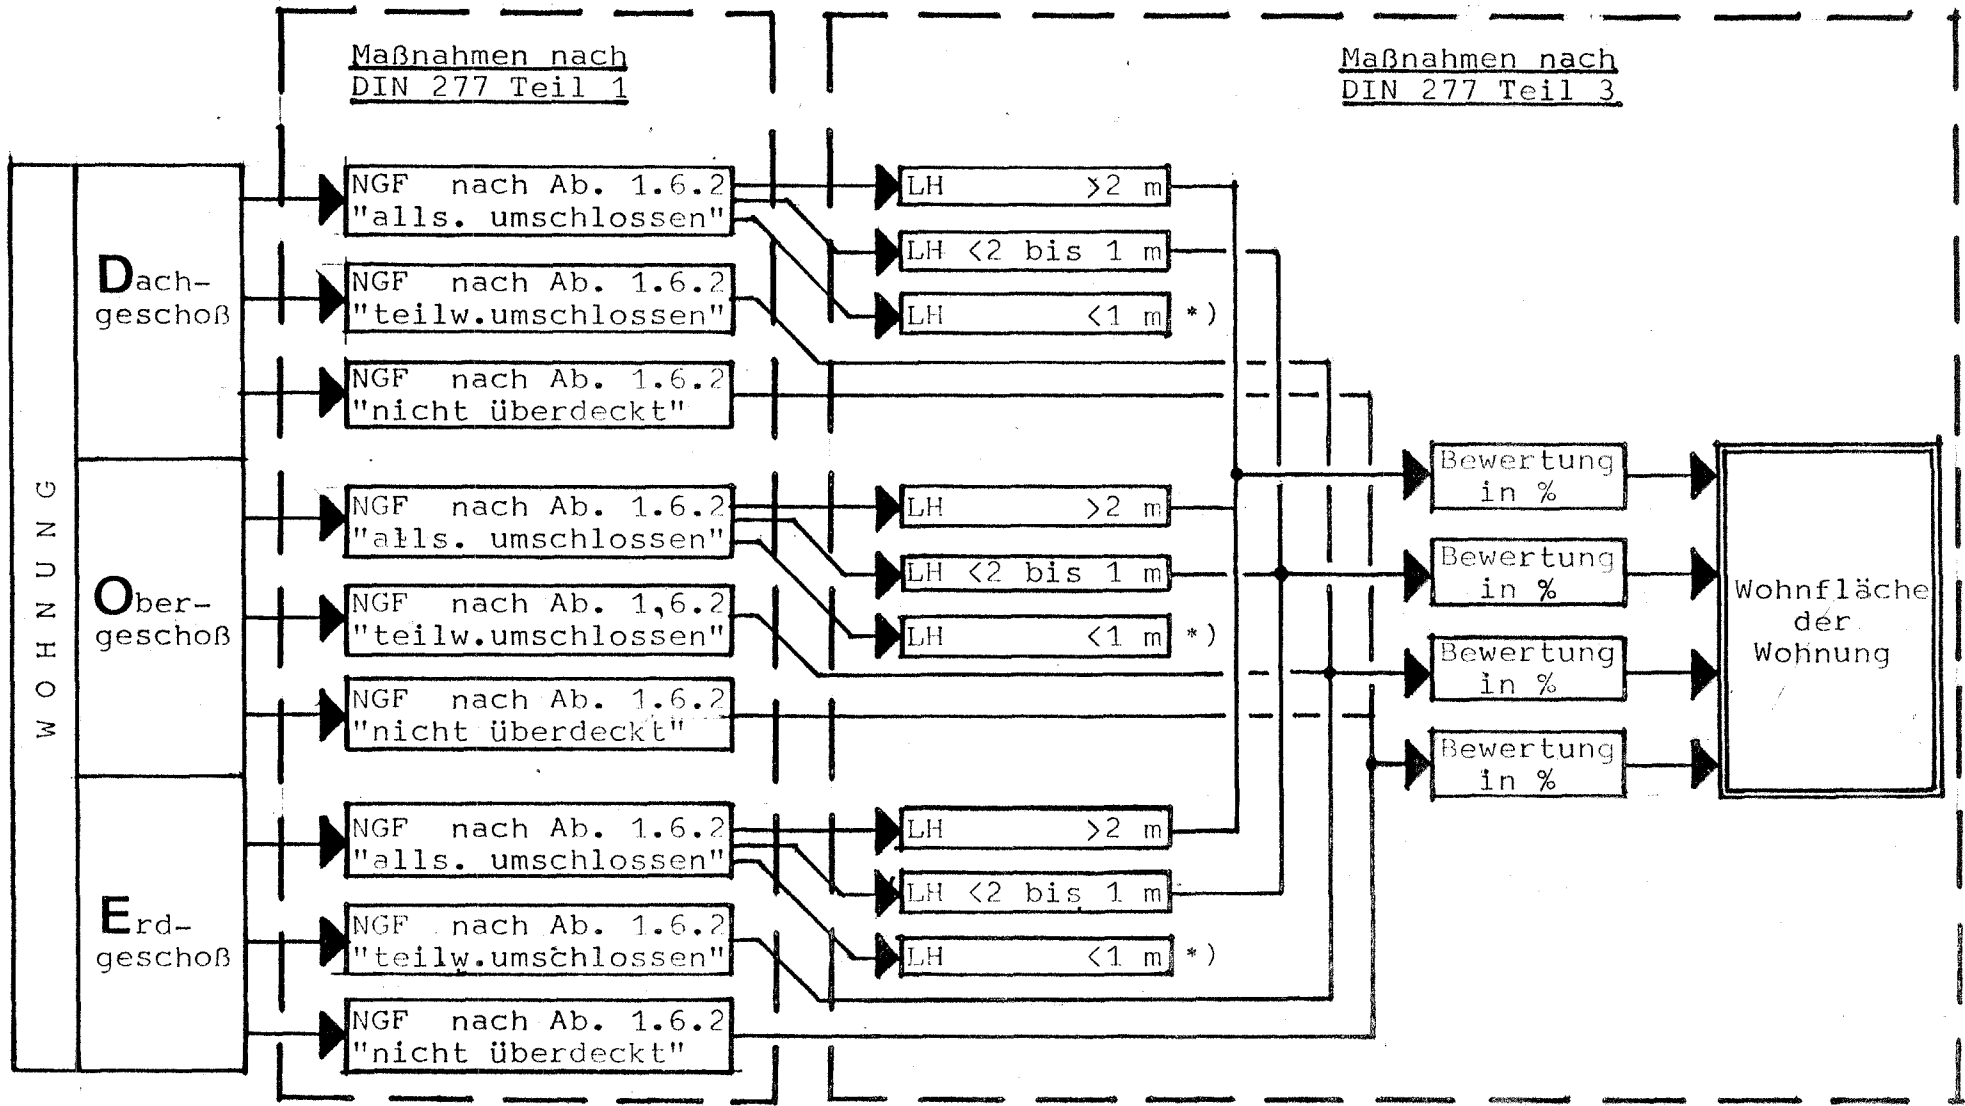 Maßnahmen nach
DIN 277 Teil 1
Maßnahmen nach
DIN 277 Teil 3
WOHNUNG
Dach-
geschoß
NGF nach Ab. 1.6.2
"alls. umschlossen"
NGF nach Ab. 1.6.2
"teilw.umschlossen"
NGF nach Ab. 1.6.2
"nicht überdeckt"
LH >2 m
LH <2 bis 1 m
LH <1 m *)
Ober-
geschoß
NGF nach Ab. 1.6.2
"alls. umschlossen"
NGF nach Ab. 1,6.2
"teilw.umschlossen"
NGF nach Ab. 1.6.2
"nicht überdeckt"
LH >2 m
LH <2 bis 1 m
LH <1 m *)
Erd-
geschoß
NGF nach Ab. 1.6.2
"alls. umschlossen"
NGF nach Ab. 1.6.2
"teilw.umschlossen"
NGF nach Ab. 1.6.2
"nicht überdeckt"
LH >2 m
LH <2 bis 1 m
LH <1 m *)
Bewertung
in %
Bewertung
in %
Bewertung
in %
Bewertung
in %
Wohnfläche
der
Wohnung